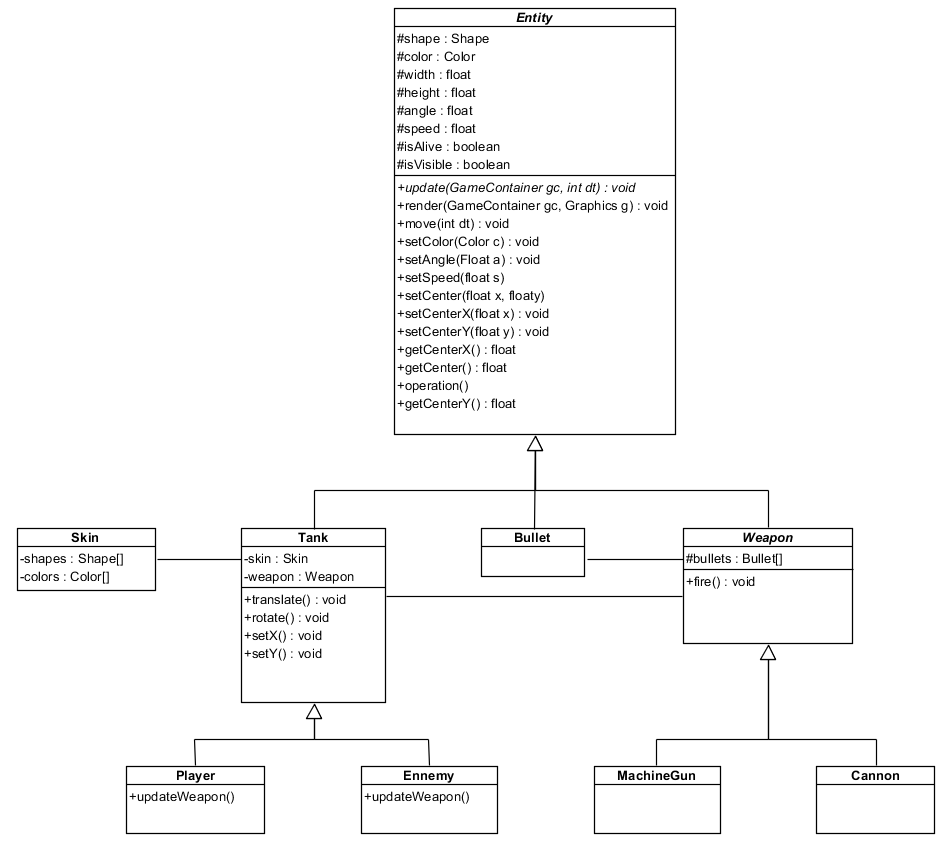 Entity
#shape : Shape
#color : Color
#width : float
#height : float
#angle : float
#speed : float
#isAlive : boolean
#isVisible : boolean
+update(GameContainer gc, int dt) : void
+render(GameContainer gc, Graphics g) : void
+move(int dt) : void
+setColor(Color c) : void
+setAngle(Float a) : void
+setSpeed(float s)
+setCenter(float x, floaty)
+setCenterX(float x) : void
+setCenterY(float y) : void
+getCenterX() : float
+getCenter() : float
+operation()
+getCenterY() : float
Skin
-shapes : Shape[]
-colors : Color[]
Tank
-skin : Skin
-weapon : Weapon
+translate() : void
+rotate() : void
+setX() : void
+setY() : void
Bullet
Weapon
#bullets : Bullet[]
+fire() : void
Player
+updateWeapon()
Ennemy
+updateWeapon()
MachineGun
Cannon